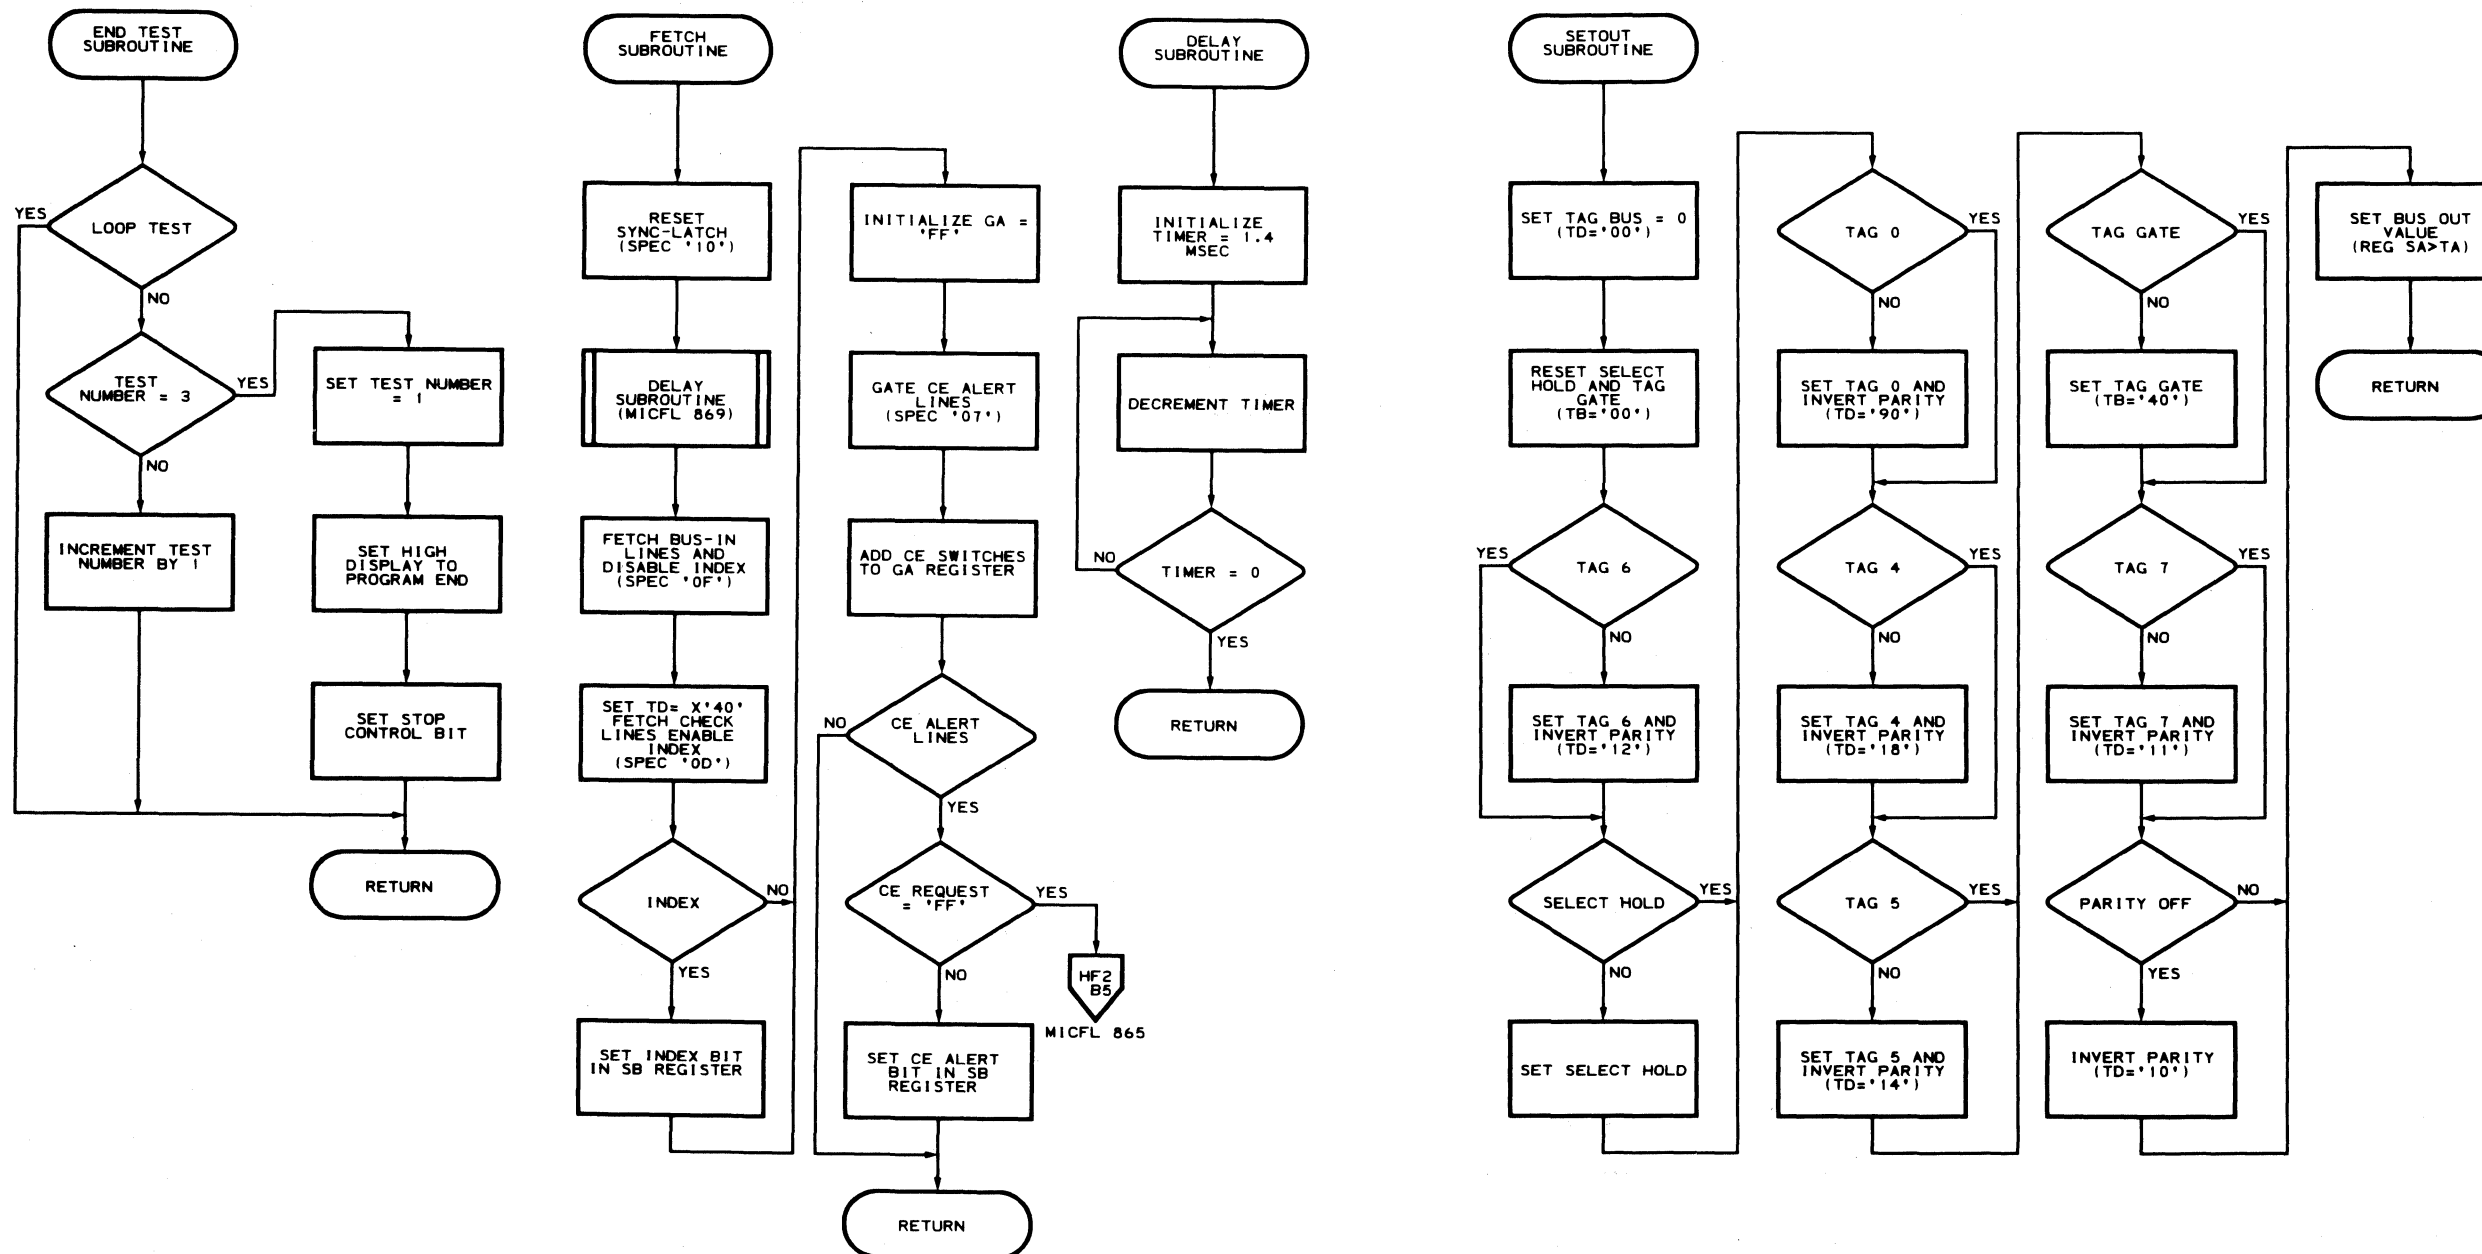 END TEST
SUBROUTINE
LOOP TEST
YES
NO
TEST
NUMBER = 3
YES
NO
INCREMENT TEST
NUMBER BY 1
SET TEST NUMBER
= 1
SET HIGH
DISPLAY TO
PROGRAM END
SET STOP
CONTROL BIT
RETURN
FETCH
SUBROUTINE
RESET
SYNC-LATCH
(SPEC '10')
DELAY
SUBROUTINE
(MICFL 869)
FETCH BUS-IN
LINES AND
DISABLE INDEX
(SPEC '0F')
SET TD= X'40'
FETCH CHECK
LINES ENABLE
INDEX
(SPEC '0D')
INDEX
NO
YES
SET INDEX BIT
IN SB REGISTER
INITIALIZE GA =
'FF'
GATE CE ALERT
LINES
(SPEC '07')
ADD CE SWITCHES
TO GA REGISTER
CE ALERT
LINES
NO
YES
CE REQUEST
= 'FF'
YES
NO
HF2
B5
MICFL 865
SET CE ALERT
BIT IN SB
REGISTER
RETURN
DELAY
SUBROUTINE
INITIALIZE
TIMER = 1.4
MSEC
DECREMENT TIMER
TIMER = 0
NO
YES
RETURN
SETOUT
SUBROUTINE
SET TAG BUS = 0
(TD='00')
RESET SELECT
HOLD AND TAG
GATE
(TB='00')
TAG 6
YES
NO
SET TAG 6 AND
INVERT PARITY
(TD='12')
SELECT HOLD
YES
NO
SET SELECT HOLD
TAG 0
YES
NO
SET TAG 0 AND
INVERT PARITY
(TD='90')
TAG 4
YES
NO
SET TAG 4 AND
INVERT PARITY
(TD='18')
TAG 5
YES
NO
SET TAG 5 AND
INVERT PARITY
(TD='14')
TAG GATE
YES
NO
SET TAG GATE
(TB='40')
TAG 7
YES
NO
SET TAG 7 AND
INVERT PARITY
(TD='11')
PARITY OFF
NO
YES
INVERT PARITY
(TD='10')
SET BUS OUT
VALUE
(REG SA>TA)
RETURN